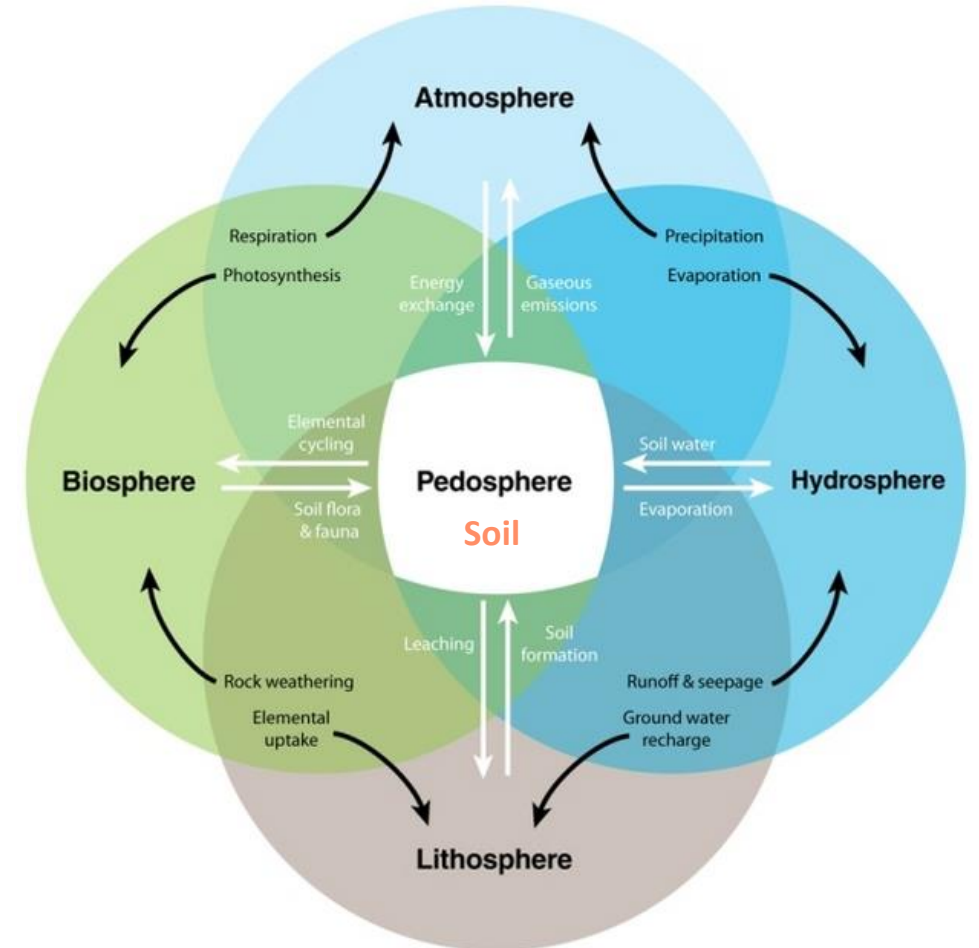 Atmosphere
Respiration
Precipitation
Photosynthesis
Evaporation
Energy
exchange
Gaseous
emissions
Elemental
cycling
Soil water
Biosphere
Pedosphere
Hydrosphere
Soil flora
& fauna
Evaporation
Soil
Leaching
Soil
formation
Rock weathering
Runoff & seepage
Elemental
uptake
Ground water
recharge
Lithosphere